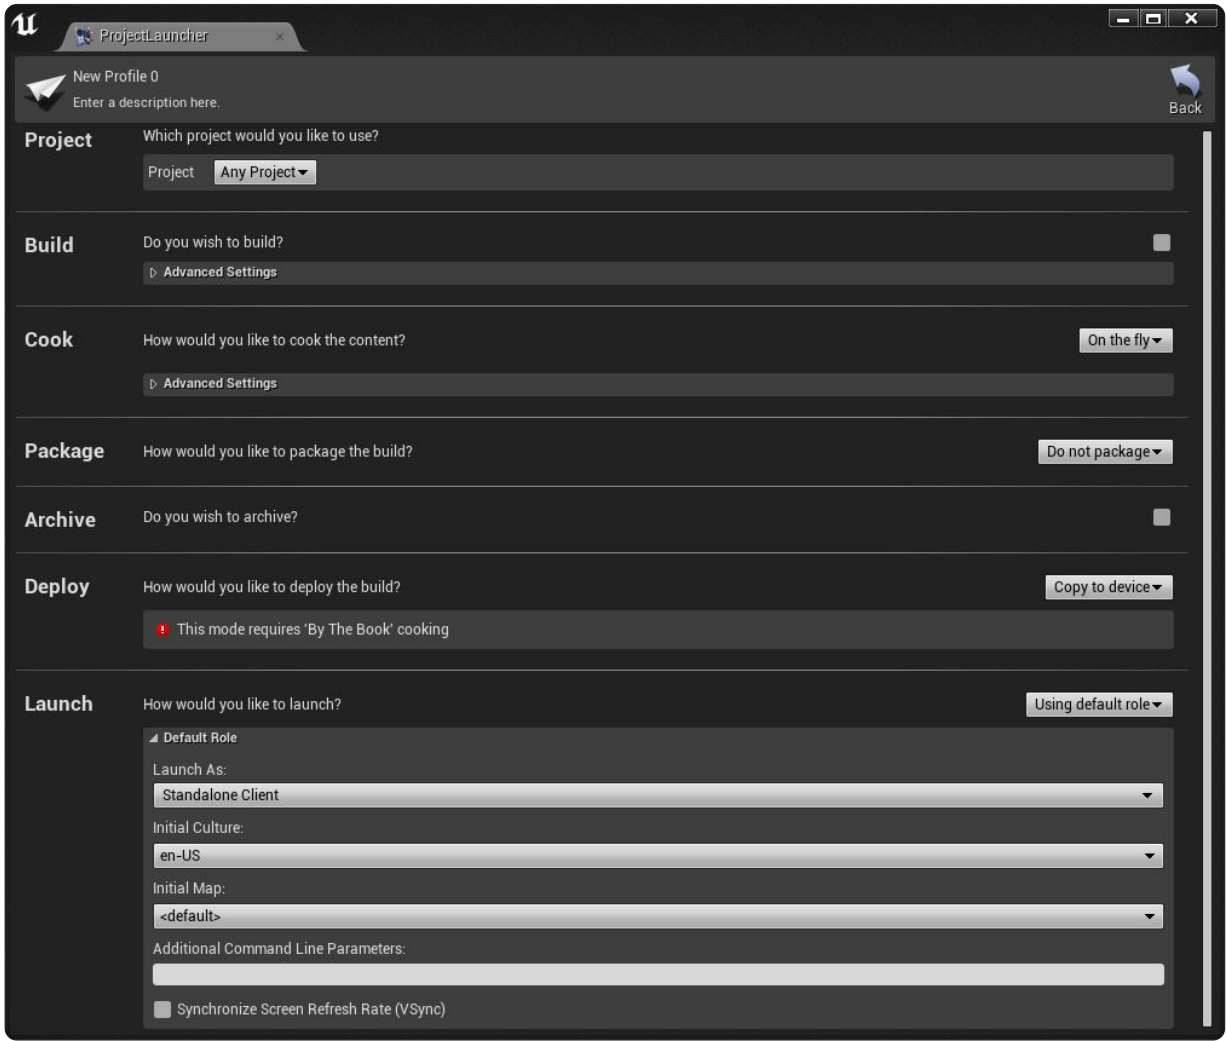 ProjectLauncher
New Profile 0
Enter a description here.
Back
Project
Which project would you like to use?
Project
Any Project
Build
Do you wish to build?
Advanced Settings
Cook
How would you like to cook the content?
On the fly
Advanced Settings
Package
How would you like to package the build?
Do not package
Archive
Do you wish to archive?
Deploy
How would you like to deploy the build?
Copy to device
This mode requires 'By The Book' cooking
Launch
How would you like to launch?
Using default role
Default Role
Launch As:
Standalone Client
Initial Culture:
en-US
Initial Map:
<default>
Additional Command Line Parameters:
Synchronize Screen Refresh Rate (VSync)